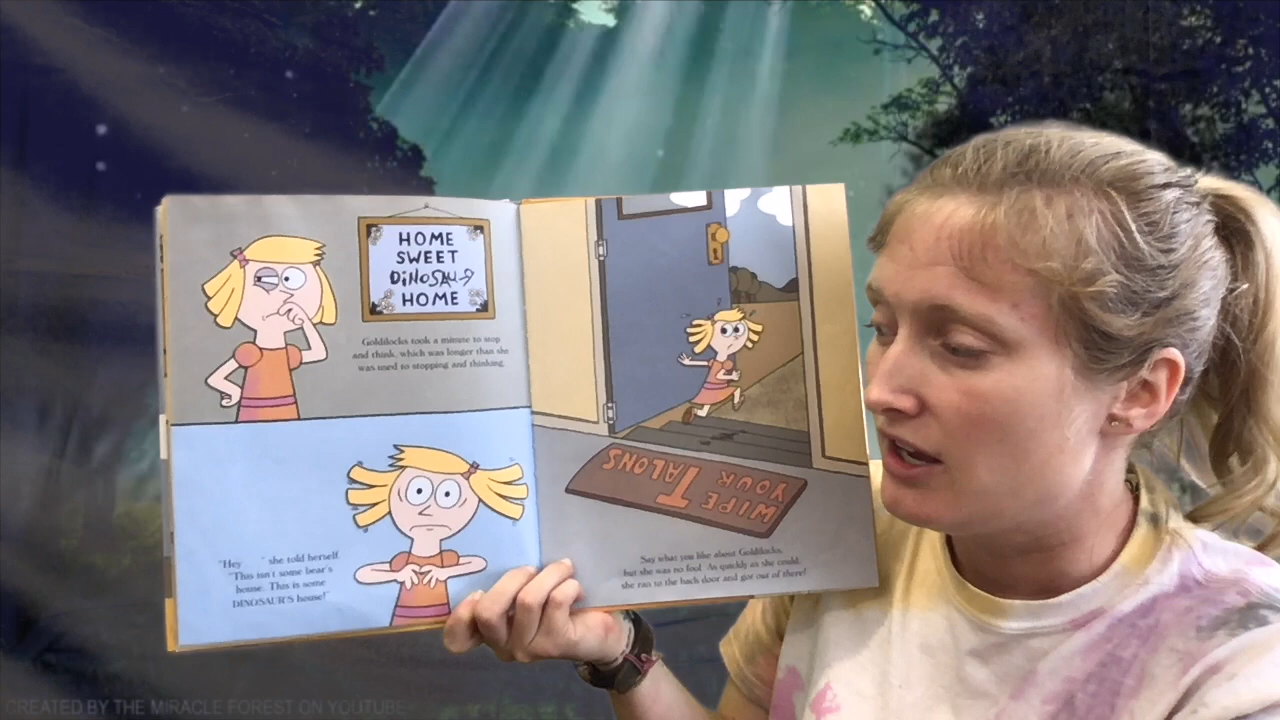 HOME
SWEET
DINOSAUR
HOME
Goldilocks took a minute to stop
and think, which was longer than she
was used to stopping and thinking.
"Hey " she told herself.
"This isn't some bear's
house. This is some
DINOSAUR'S house!"
WIPE
YOUR
TALONS
Say what you like about Goldilocks,
but she was no fool. As quickly as she could,
she ran to the back door and got out of there!
CREATED BY THE MIRACLE FOREST ON YOUTUBE